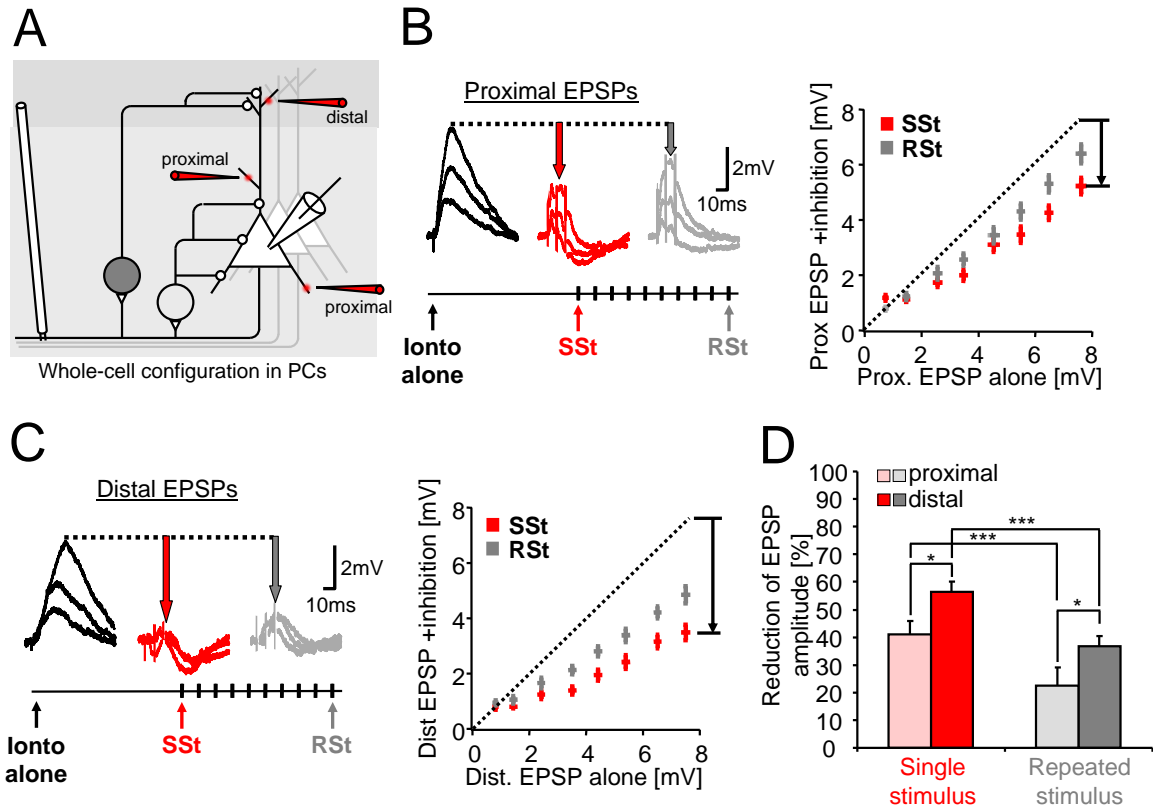 A
distal
proximal
proximal
Whole-cell configuration in PCs
B
Proximal EPSPs
2mV
10ms
Ionto
alone
SSt
RSt
Prox EPSP +inhibition [mV]
8
6
4
2
0
SSt
RSt
0 2 4 6 8
Prox. EPSP alone [mV]
C
Distal EPSPs
2mV
10ms
Ionto
alone
SSt
RSt
Dist EPSP +inhibition [mV]
8
6
4
2
0
SSt
RSt
0 2 4 6 8
Dist. EPSP alone [mV]
D
Reduction of EPSP
amplitude [%]
100
90
80
70
60
50
40
30
20
10
0
proximal
distal
***
***
*
*
Single
stimulus
Repeated
stimulus